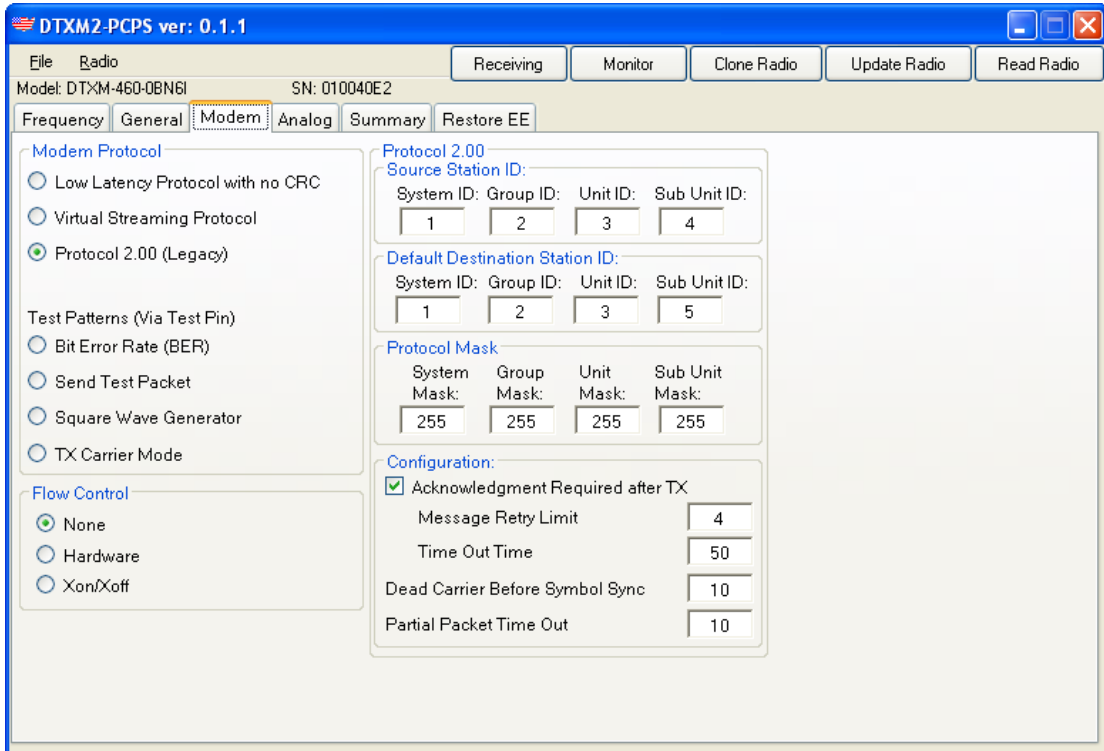 DTXM2-PCPS ver: 0.1.1
File Radio Receiving Monitor Clone Radio Update Radio Read Radio
Model: DTXM-460-0BN6I SN: 010040E2
Frequency General Modem Analog Summary Restore EE
Modem Protocol
Low Latency Protocol with no CRC
Virtual Streaming Protocol
Protocol 2.00 (Legacy)
Test Patterns (Via Test Pin)
Bit Error Rate (BER)
Send Test Packet
Square Wave Generator
TX Carrier Mode
Flow Control
None
Hardware
Xon/Xoff
Protocol 2.00
Source Station ID:
System ID: Group ID: Unit ID: Sub Unit ID:
1 2 3 4
Default Destination Station ID:
System ID: Group ID: Unit ID: Sub Unit ID:
1 2 3 5
Protocol Mask
System Group Unit Sub Unit
Mask: Mask: Mask: Mask:
255 255 255 255
Configuration:
Acknowledgment Required after TX
Message Retry Limit 4
Time Out Time 50
Dead Carrier Before Symbol Sync 10
Partial Packet Time Out 10